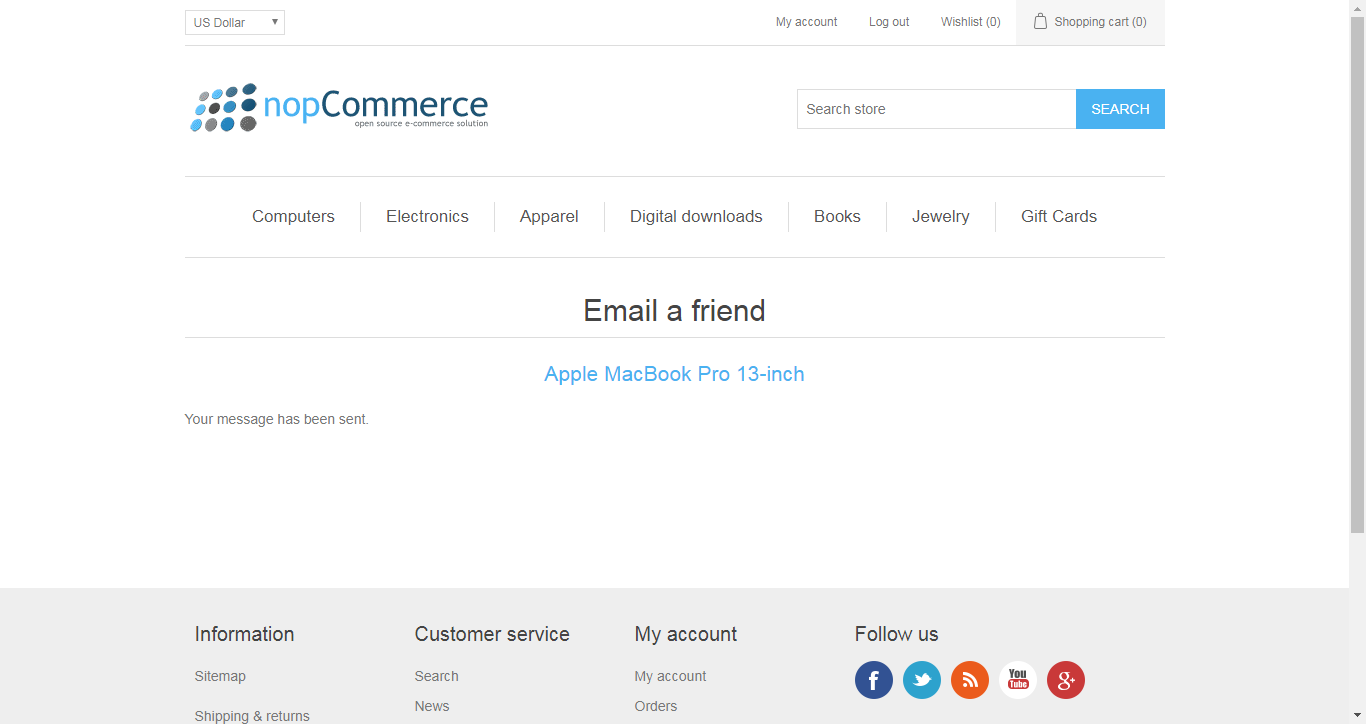 US Dollar
My account
Log out
Wishlist (0)
Shopping cart (0)
nopCommerce
open source e-commerce solution
Search store
SEARCH
Computers
Electronics
Apparel
Digital downloads
Books
Jewelry
Gift Cards
Email a friend
Apple MacBook Pro 13-inch
Your message has been sent.
Information
Sitemap
Shipping & returns
Customer service
Search
News
My account
My account
Orders
Follow us
f
You
Tube
g+